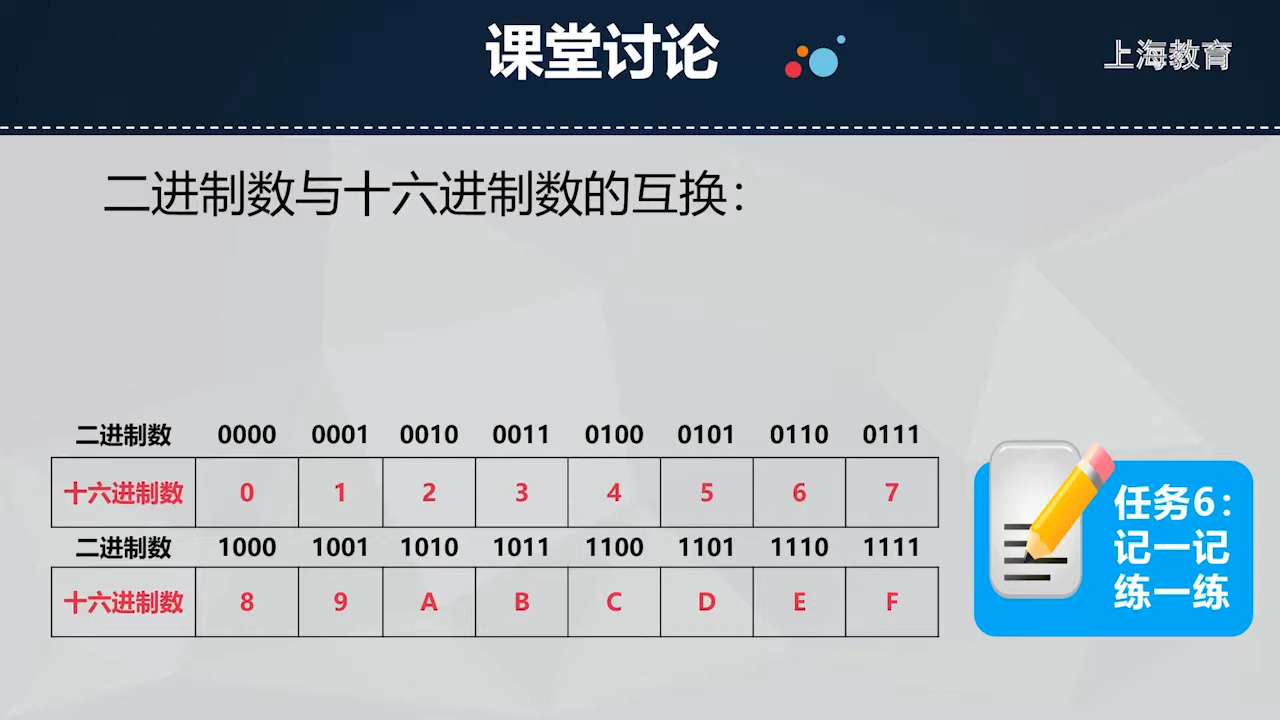 课堂讨论
上海教育
二进制数与十六进制数的互换：
二进制数 0000 0001 0010 0011 0100 0101 0110 0111
十六进制数 0 1 2 3 4 5 6 7
二进制数 1000 1001 1010 1011 1100 1101 1110 1111
十六进制数 8 9 A B C D E F
任务6：
记一记
练一练